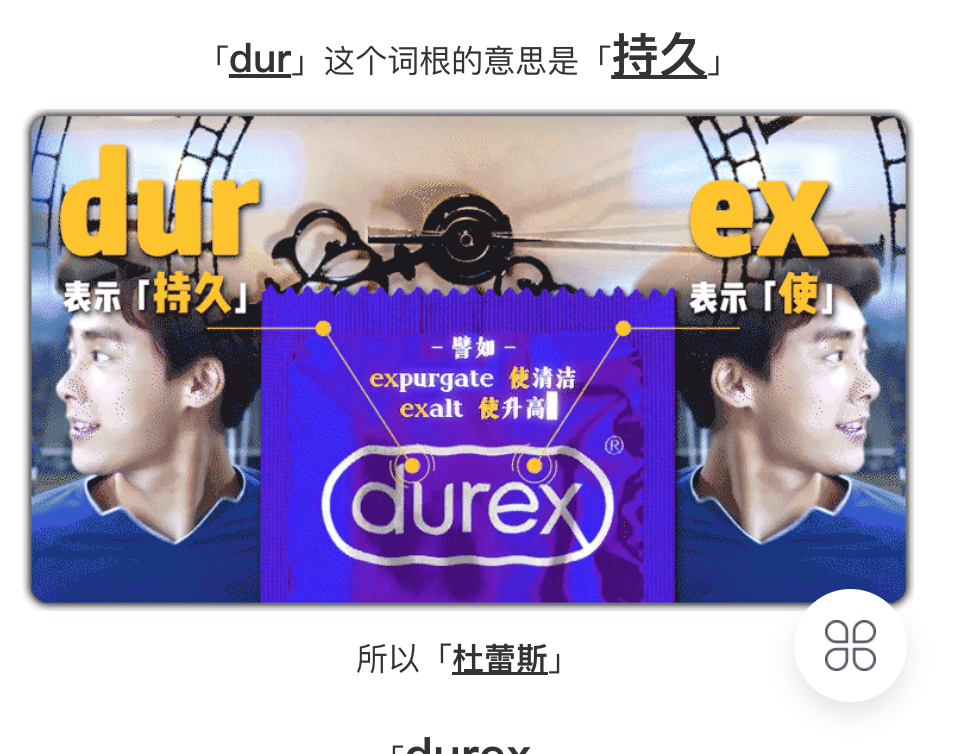 「dur」这个词根的意思是「持久」
dur
表示「持久」
ex
表示「使」
- 譬如 -
expurgate 使清洁
exalt 使升高
durex®
所以「杜蕾斯」
「durex